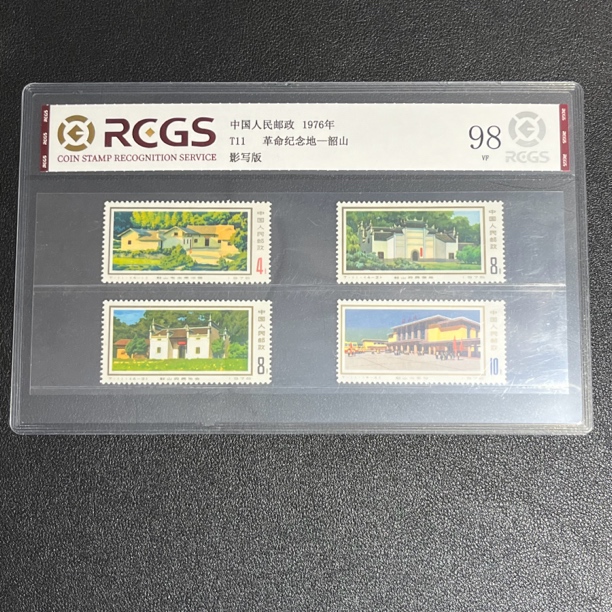 RCGS
COIN STAMP RECOGNITION SERVICE
中国人民邮政 1976年
T11 革命纪念地—韶山
影写版
98
VF
RCGS
中国人民邮政
4
中国人民邮政
8
中国人民邮政
8
中国人民邮政
10